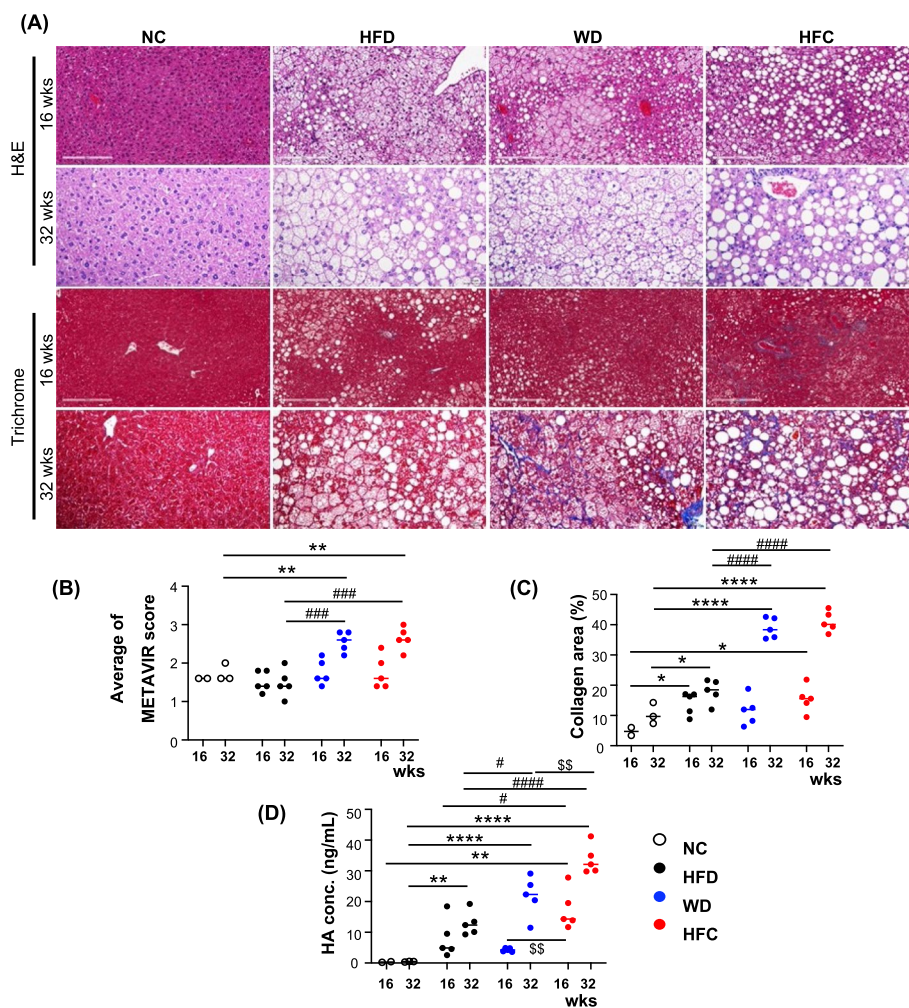 (A)
NC HFD WD HFC
H&E
16 wks
32 wks
Trichrome
16 wks
32 wks
(B)
**
**
###
###
Average of
METAVIR score
4
3
2
1
0
16 32 16 32 16 32 16 32
wks
(C)
####
####
****
****
*
*
*
Collagen area (%)
50
40
30
20
10
0
16 32 16 32 16 32 16 32
wks
(D)
# $$
####
#
****
****
**
**
$$
HA conc. (ng/mL)
50
40
30
20
10
0
16 32 16 32 16 32 16 32
wks
NC
HFD
WD
HFC